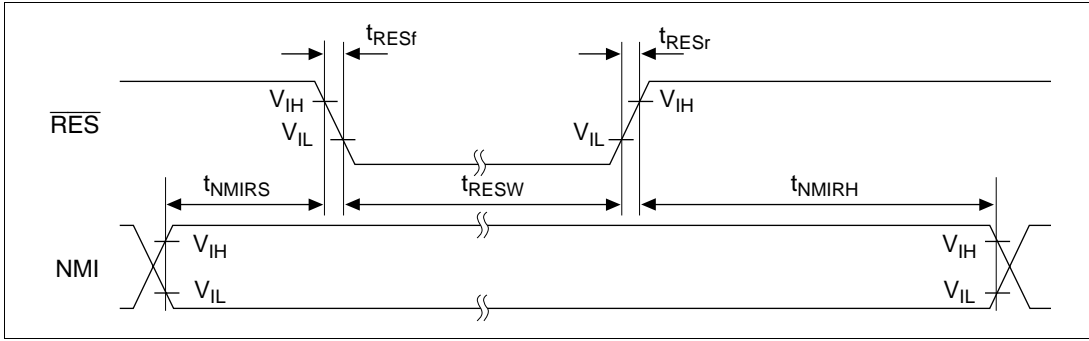 tRESf tRESr
VIH VIH
RES
VIL VIL
tNMIRS tRESW tNMIRH
VIH VIH
NMI
VIL VIL